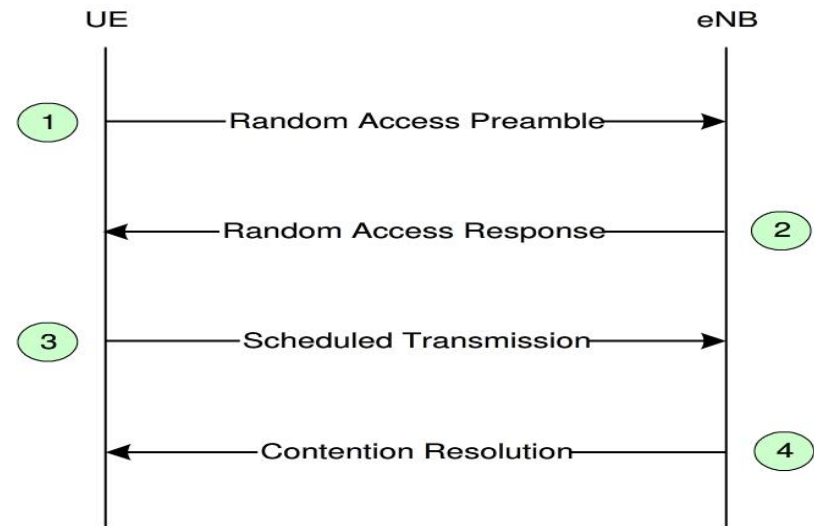 UE
eNB
1
Random Access Preamble
Random Access Response
2
3
Scheduled Transmission
Contention Resolution
4